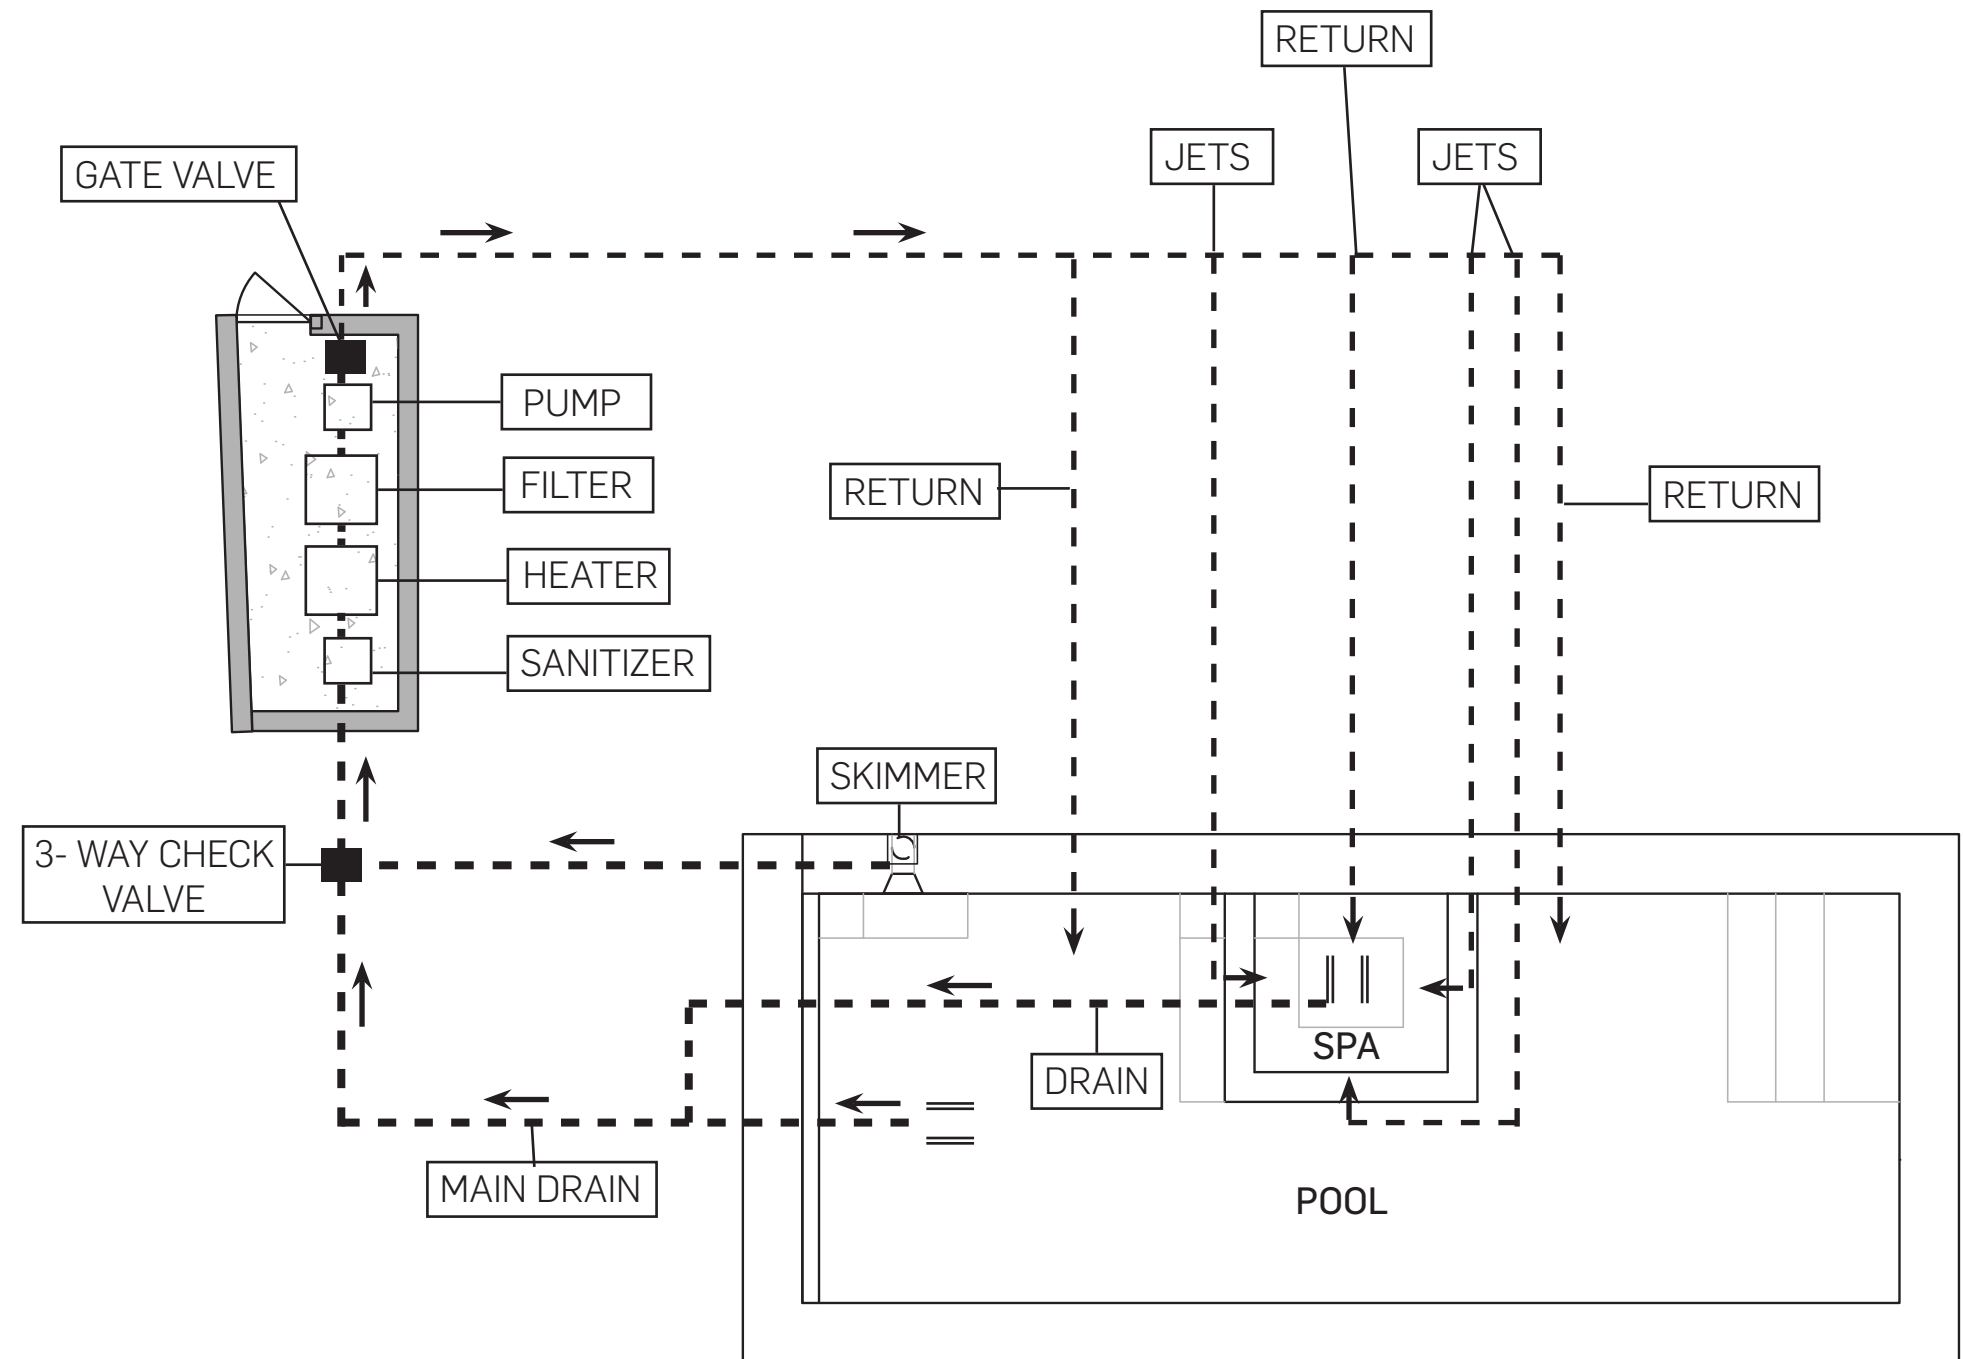 RETURN
JETS
JETS
GATE VALVE
PUMP
FILTER
RETURN
RETURN
HEATER
SANITIZER
SKIMMER
3- WAY CHECK
VALVE
SPA
DRAIN
MAIN DRAIN
POOL